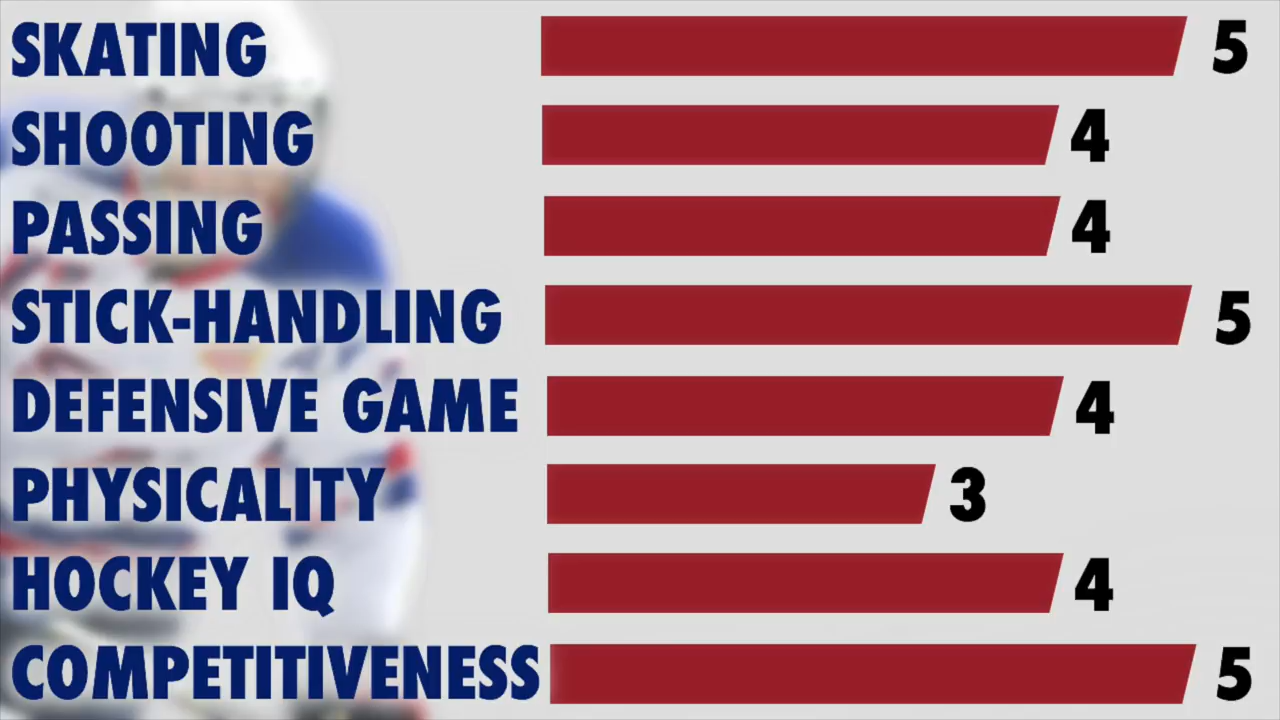 SKATING 5
SHOOTING 4
PASSING 4
STICK-HANDLING 5
DEFENSIVE GAME 4
PHYSICALITY 3
HOCKEY IQ 4
COMPETITIVENESS 5